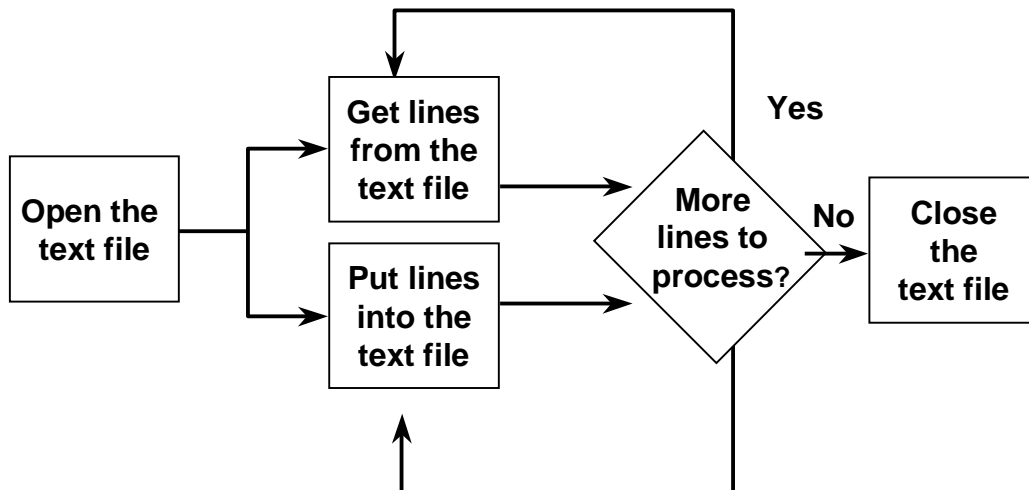 Open the
text file
Get lines
from the
text file
Put lines
into the
text file
More
lines to
process?
Yes
No
Close
the
text file